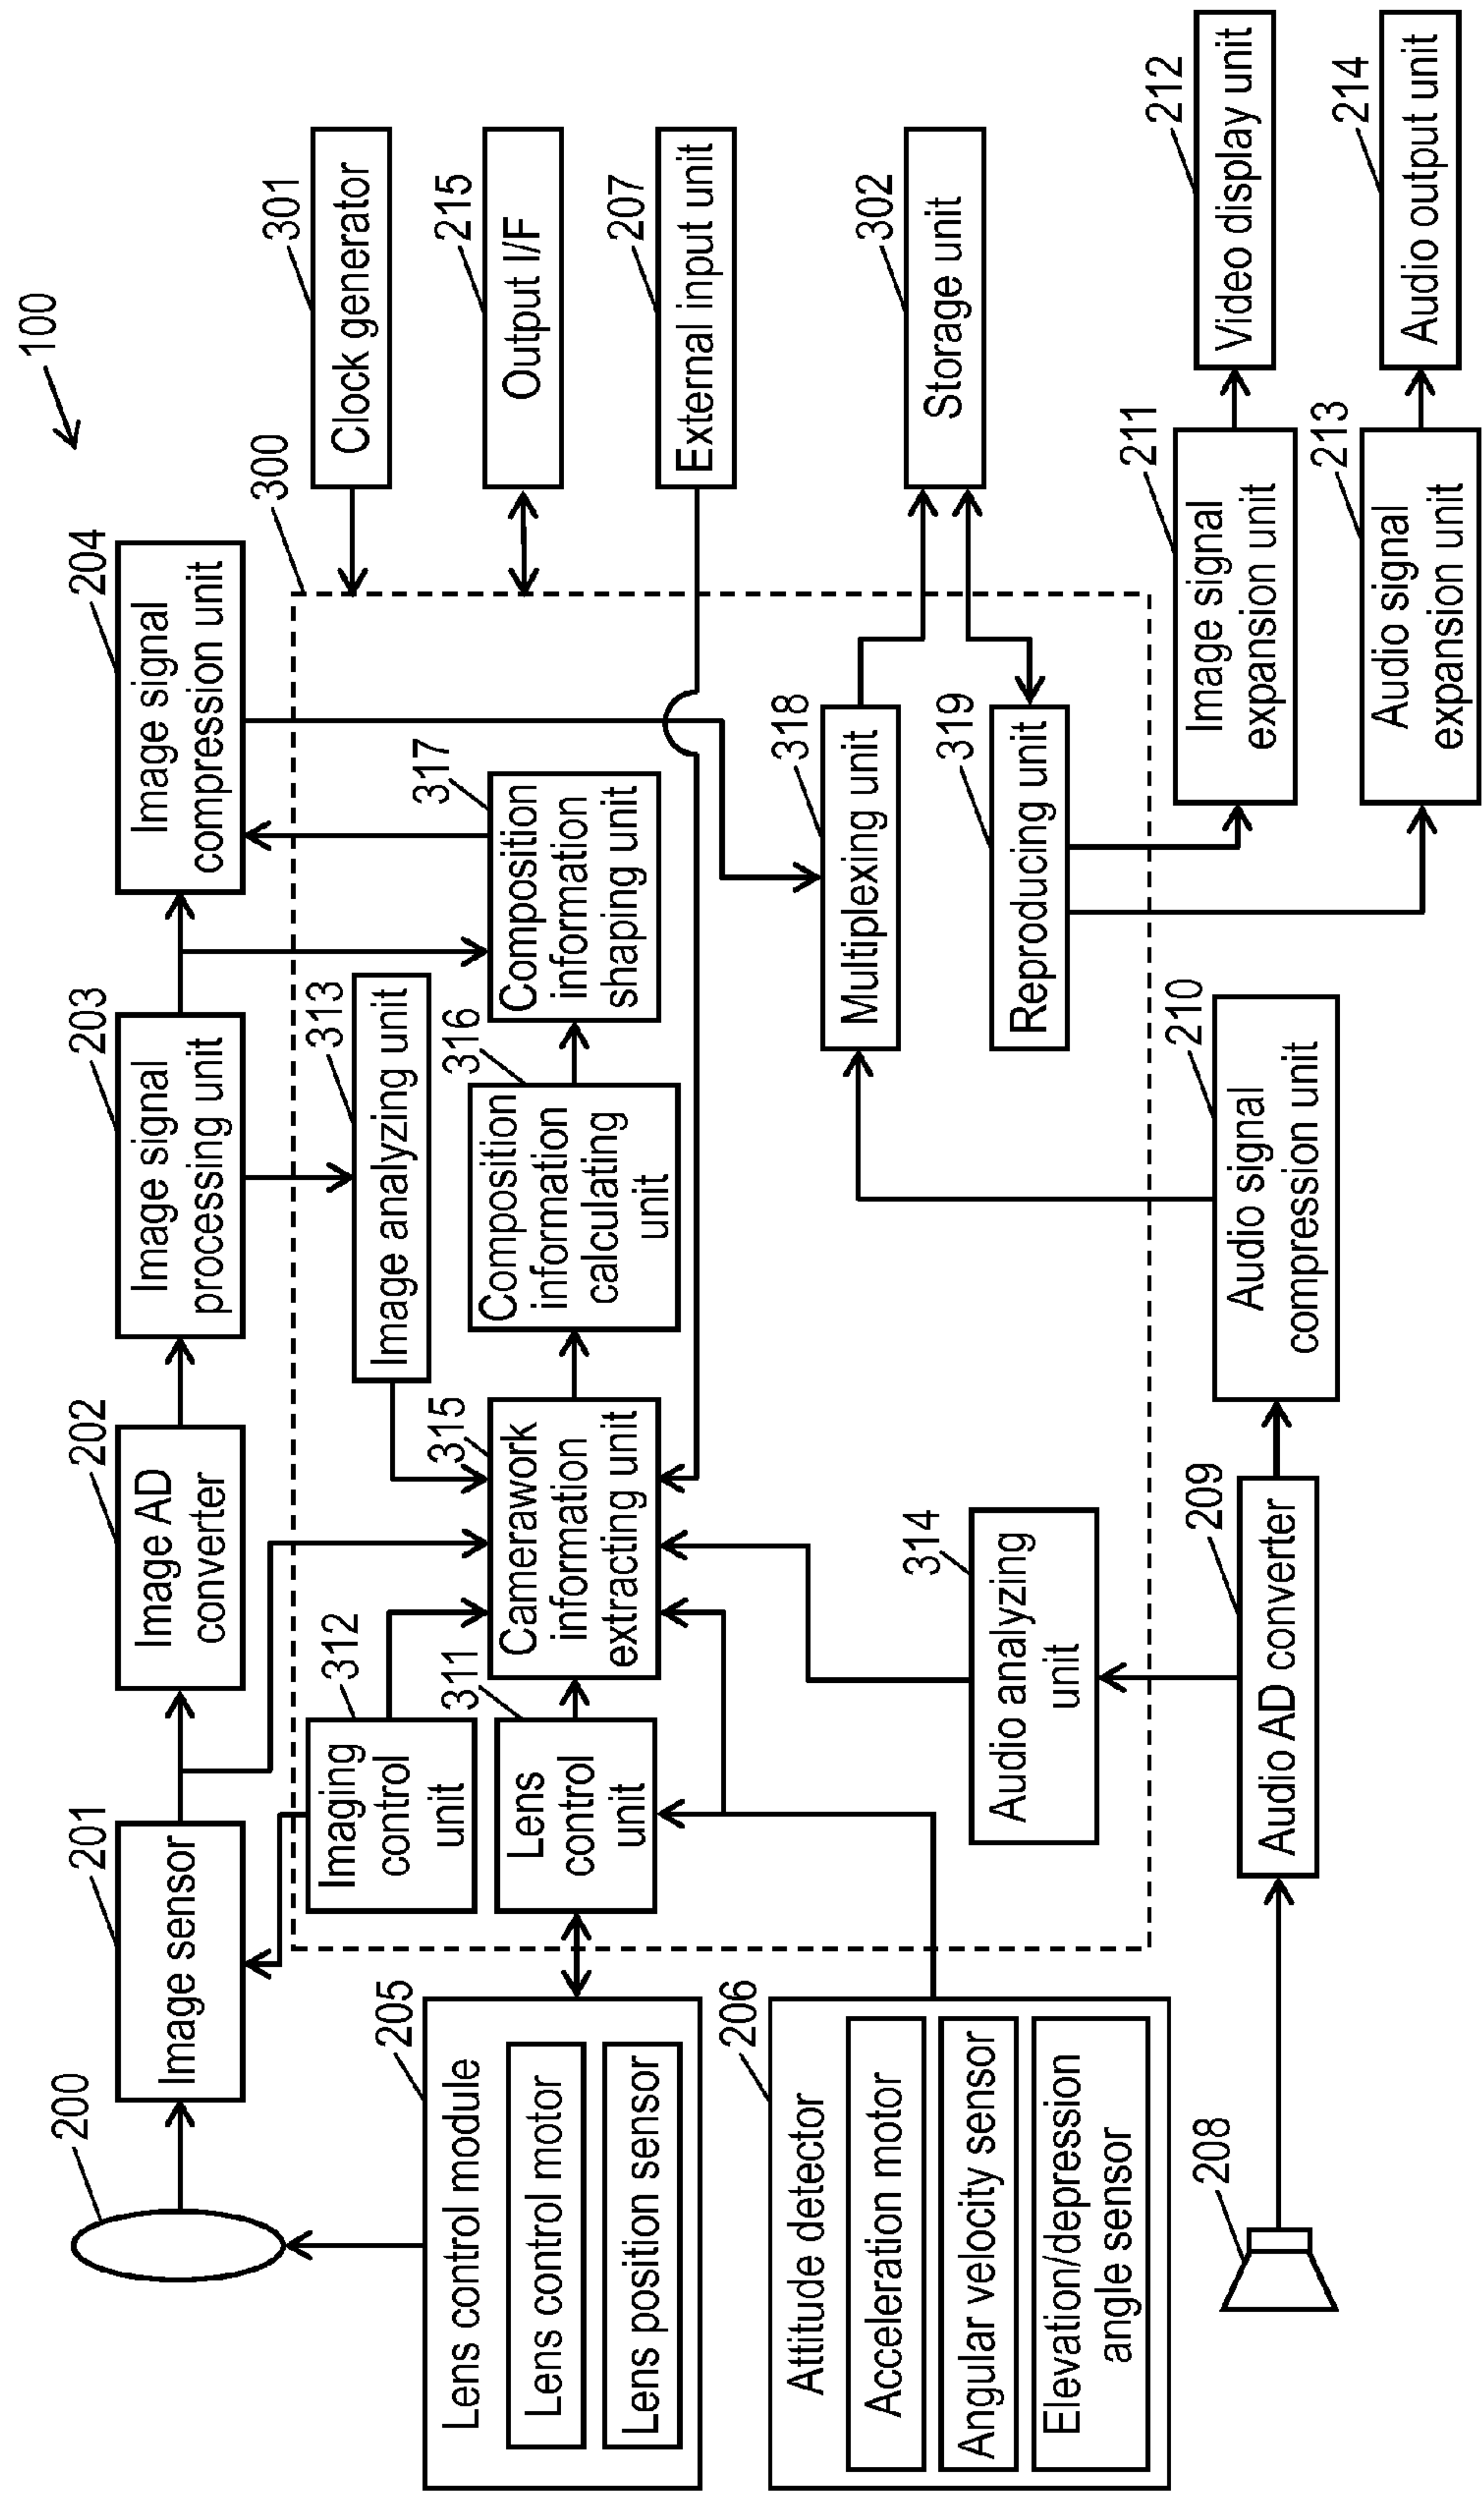 100
200
201
Image sensor
202
Image AD
converter
203
Image signal
processing unit
204
Image signal
compression unit
300
301
Clock generator
215
Output I/F
207
External input unit
302
Storage unit
312
Imaging
control
unit
313
Image analyzing unit
311
Lens
control
unit
315
Camerawork
information
extracting unit
316
Composition
information
calculating
unit
317
Composition
information
shaping unit
205
Lens control module
Lens control motor
Lens position sensor
206
Attitude detector
Acceleration motor
Angular velocity sensor
Elevation/depression
angle sensor
314
Audio analyzing
unit
318
Multiplexing unit
319
Reproducing unit
208
209
Audio AD converter
210
Audio signal
compression unit
211
Image signal
expansion unit
212
Video display unit
213
Audio signal
expansion unit
214
Audio output unit